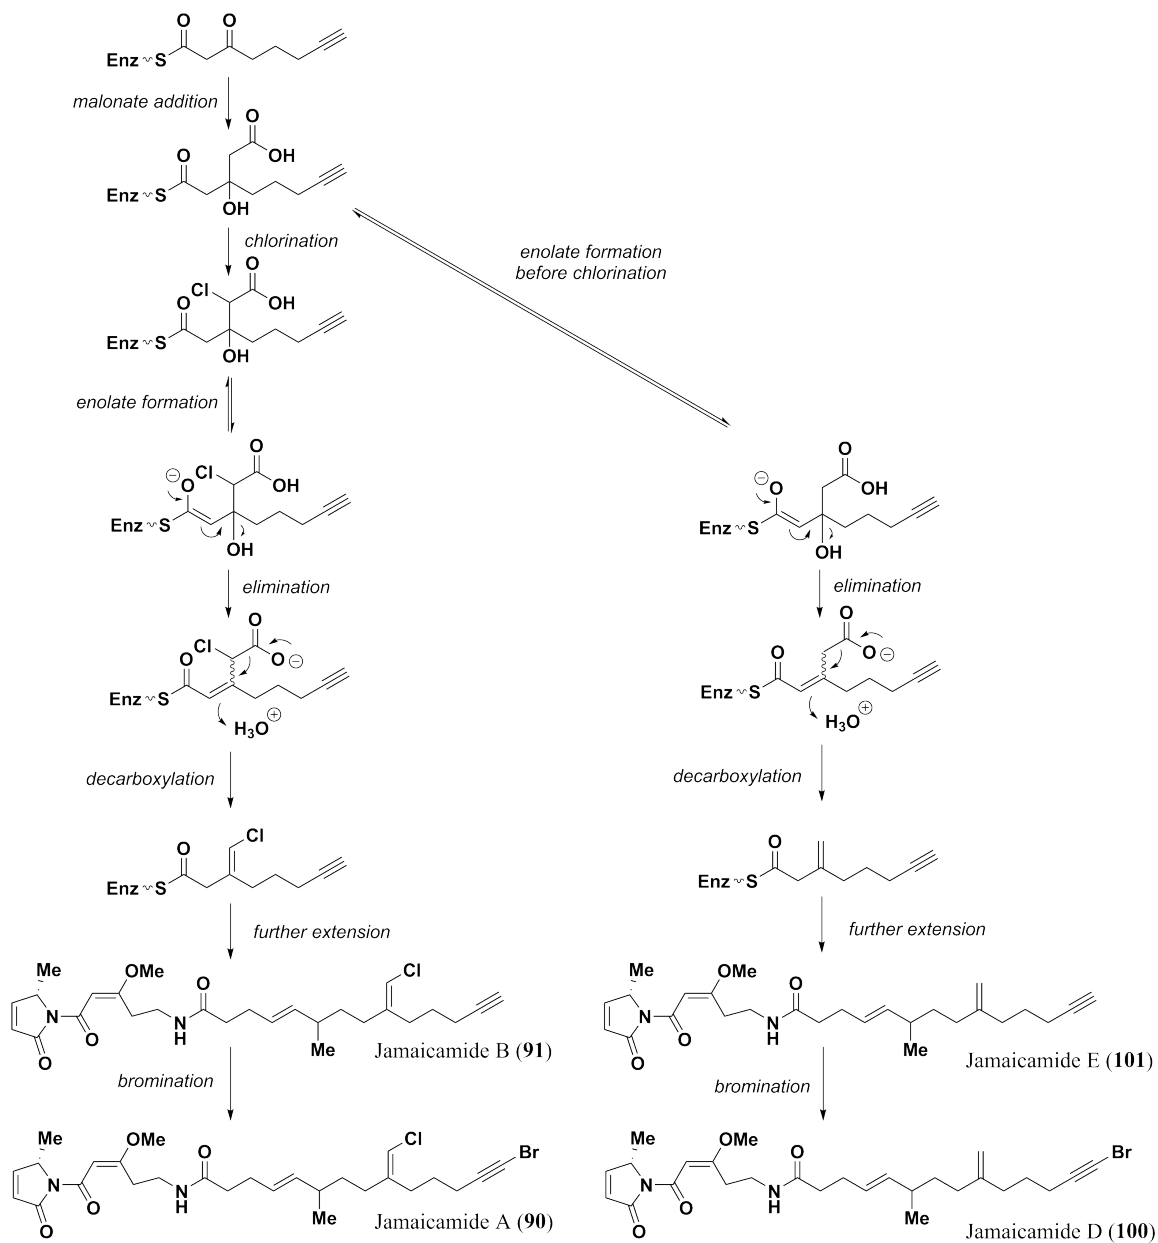 O O
Enz S
malonate addition
O
OH
O
Enz S
OH
chlorination
enolate formation
before chlorination
O
Cl
OH
O
Enz S
OH
enolate formation
O
Cl
⊖
O
OH
Enz S
OH
O
⊖
O
OH
Enz S
OH
elimination
elimination
O
Cl
O ⊖
O
Enz S
H₃O ⊕
O
O ⊖
O
Enz S
H₃O ⊕
decarboxylation
decarboxylation
Cl
O
Enz S
O
Enz S
further extension
further extension
Me
OMe
O
Cl
N
O
N
H
O
Me
Jamaicamide B (91)
Me
OMe
O
N
O
N
H
O
Me
Jamaicamide E (101)
bromination
bromination
Me
OMe
O
Cl
Br
N
O
N
H
O
Me
Jamaicamide A (90)
Me
OMe
O
Br
N
O
N
H
O
Me
Jamaicamide D (100)